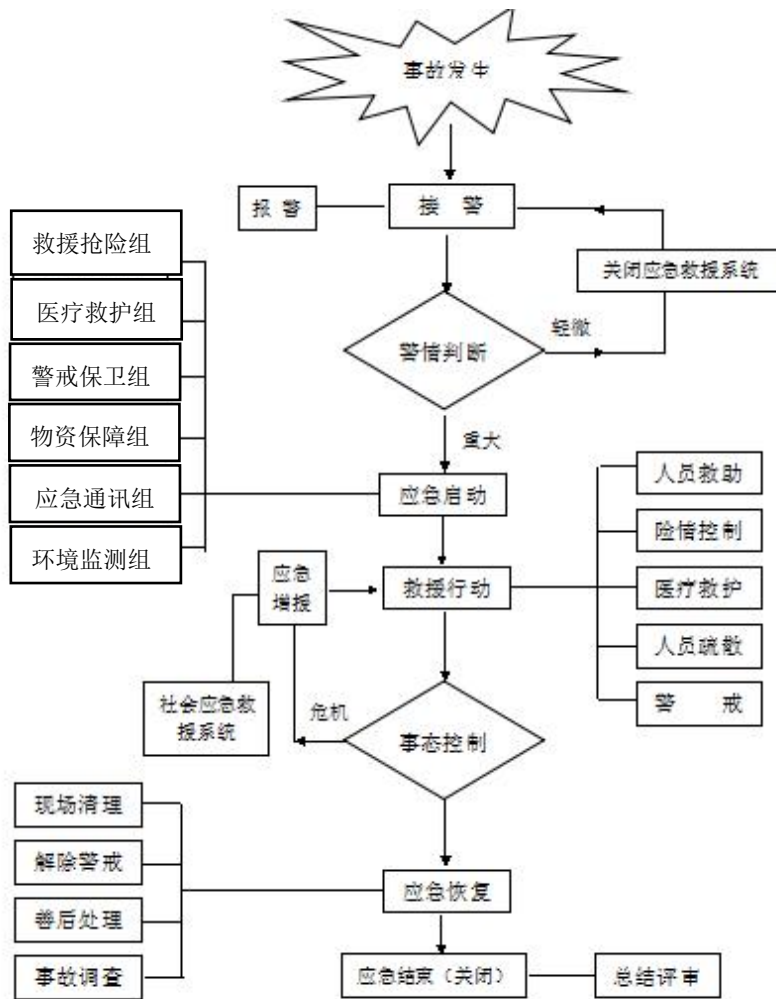 事故发生
报 警
接 警
救援抢险组
关闭应急救援系统
医疗救护组
轻微
警情判断
警戒保卫组
物资保障组
重大
人员救助
应急通讯组
应急启动
险情控制
环境监测组
应急
增援
救援行动
医疗救护
人员疏散
社会应急救
援系统
危机
警 戒
事态控制
现场清理
解除警戒
应急恢复
善后处理
事故调查
应急结束（关闭）
总结评审